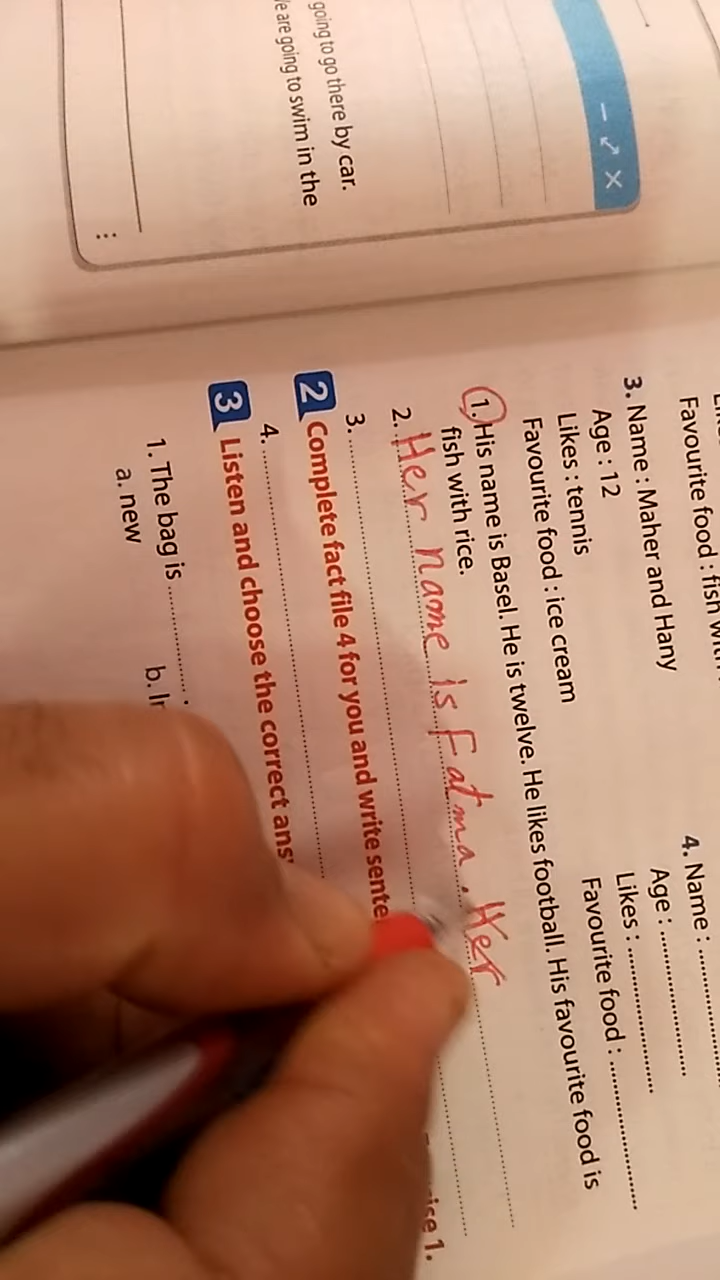 going to go there by car.
are going to swim in the
Favourite food : fish
3. Name : Maher and Hany
Age : 12
Likes : tennis
Favourite food : ice cream
4. Name :
Age :
Likes :
Favourite food :
1. His name is Basel. He is twelve. He likes football. His favourite food is
fish with rice.
2. Her name is Fatma. Her
3.
2 Complete fact file 4 for you and write
1.
4.
3 Listen and choose the correct
1. The bag is
a. new
b.